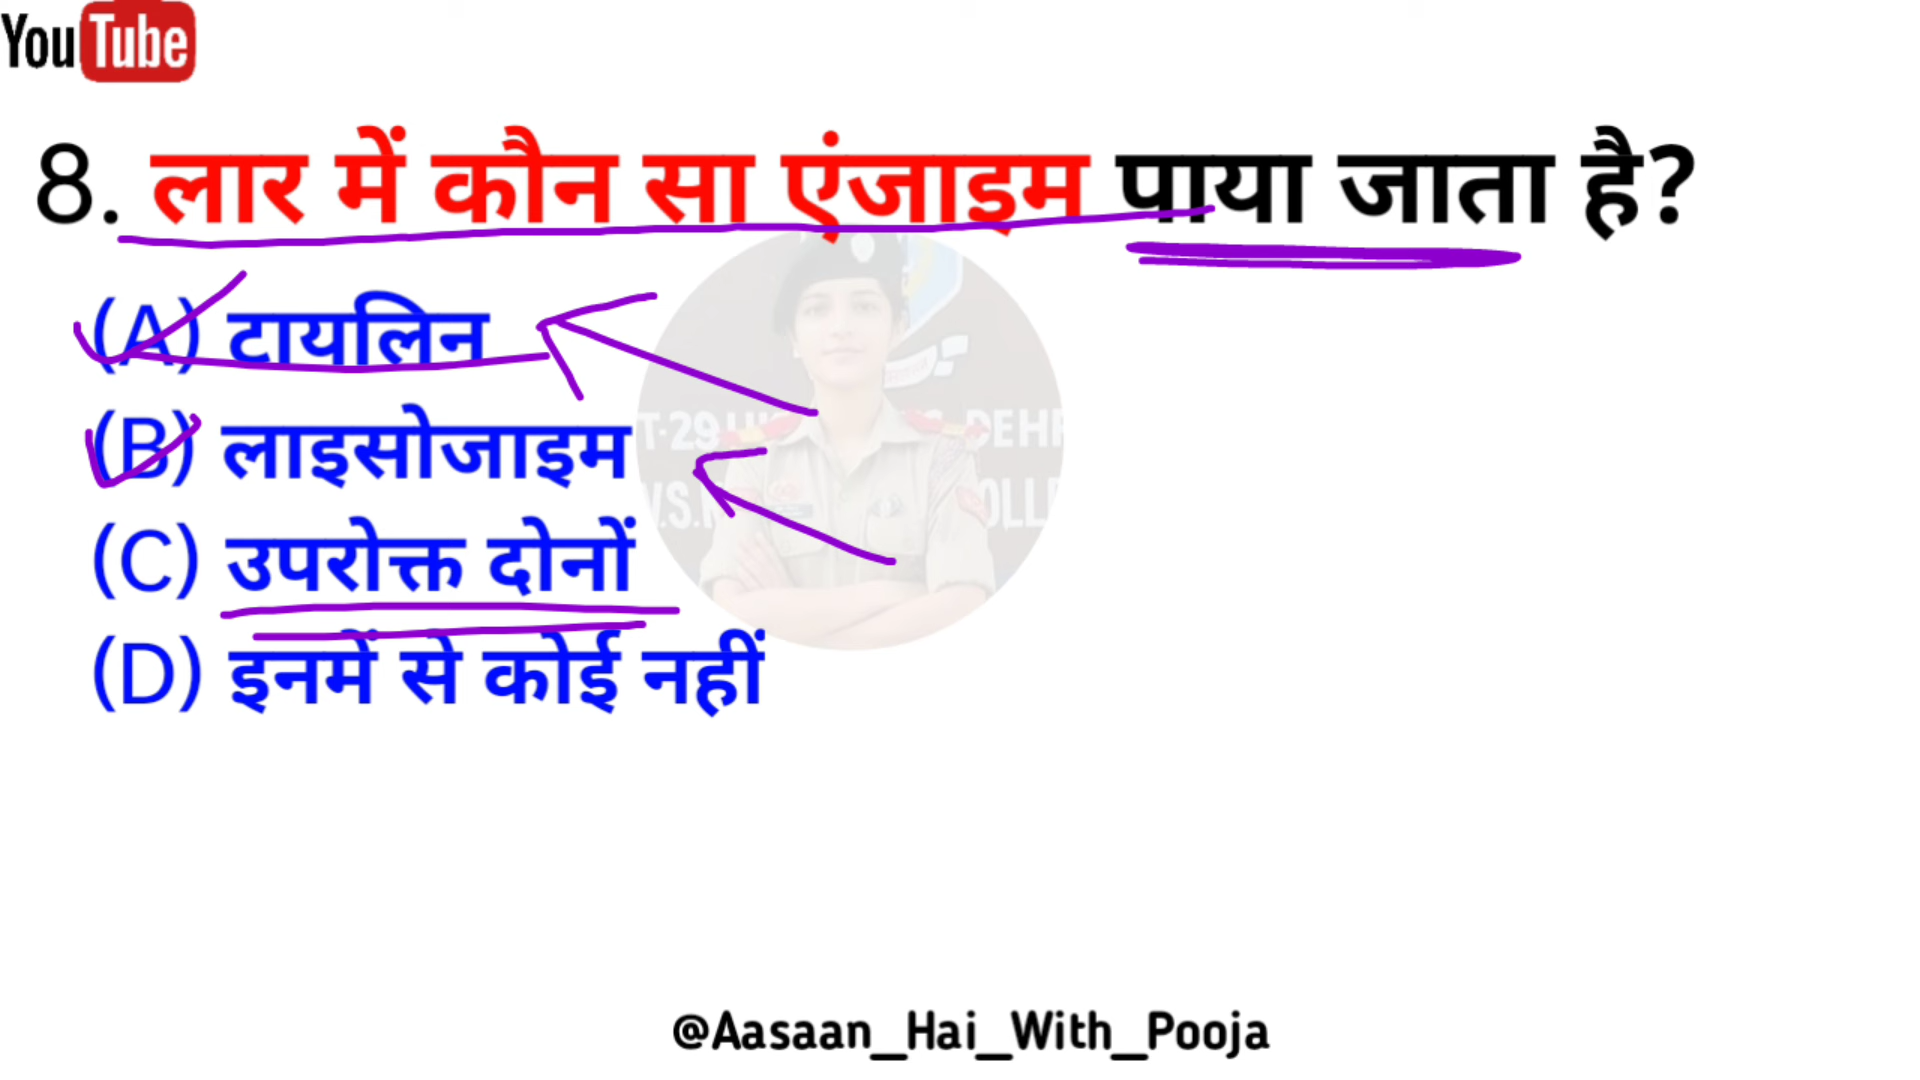 YouTube
8. लार में कौन सा एंजाइम पाया जाता है?
(A) टायलिन
(B) लाइसोजाइम
(C) उपरोक्त दोनों
(D) इनमें से कोई नहीं
@Aasaan_Hai_With_Pooja